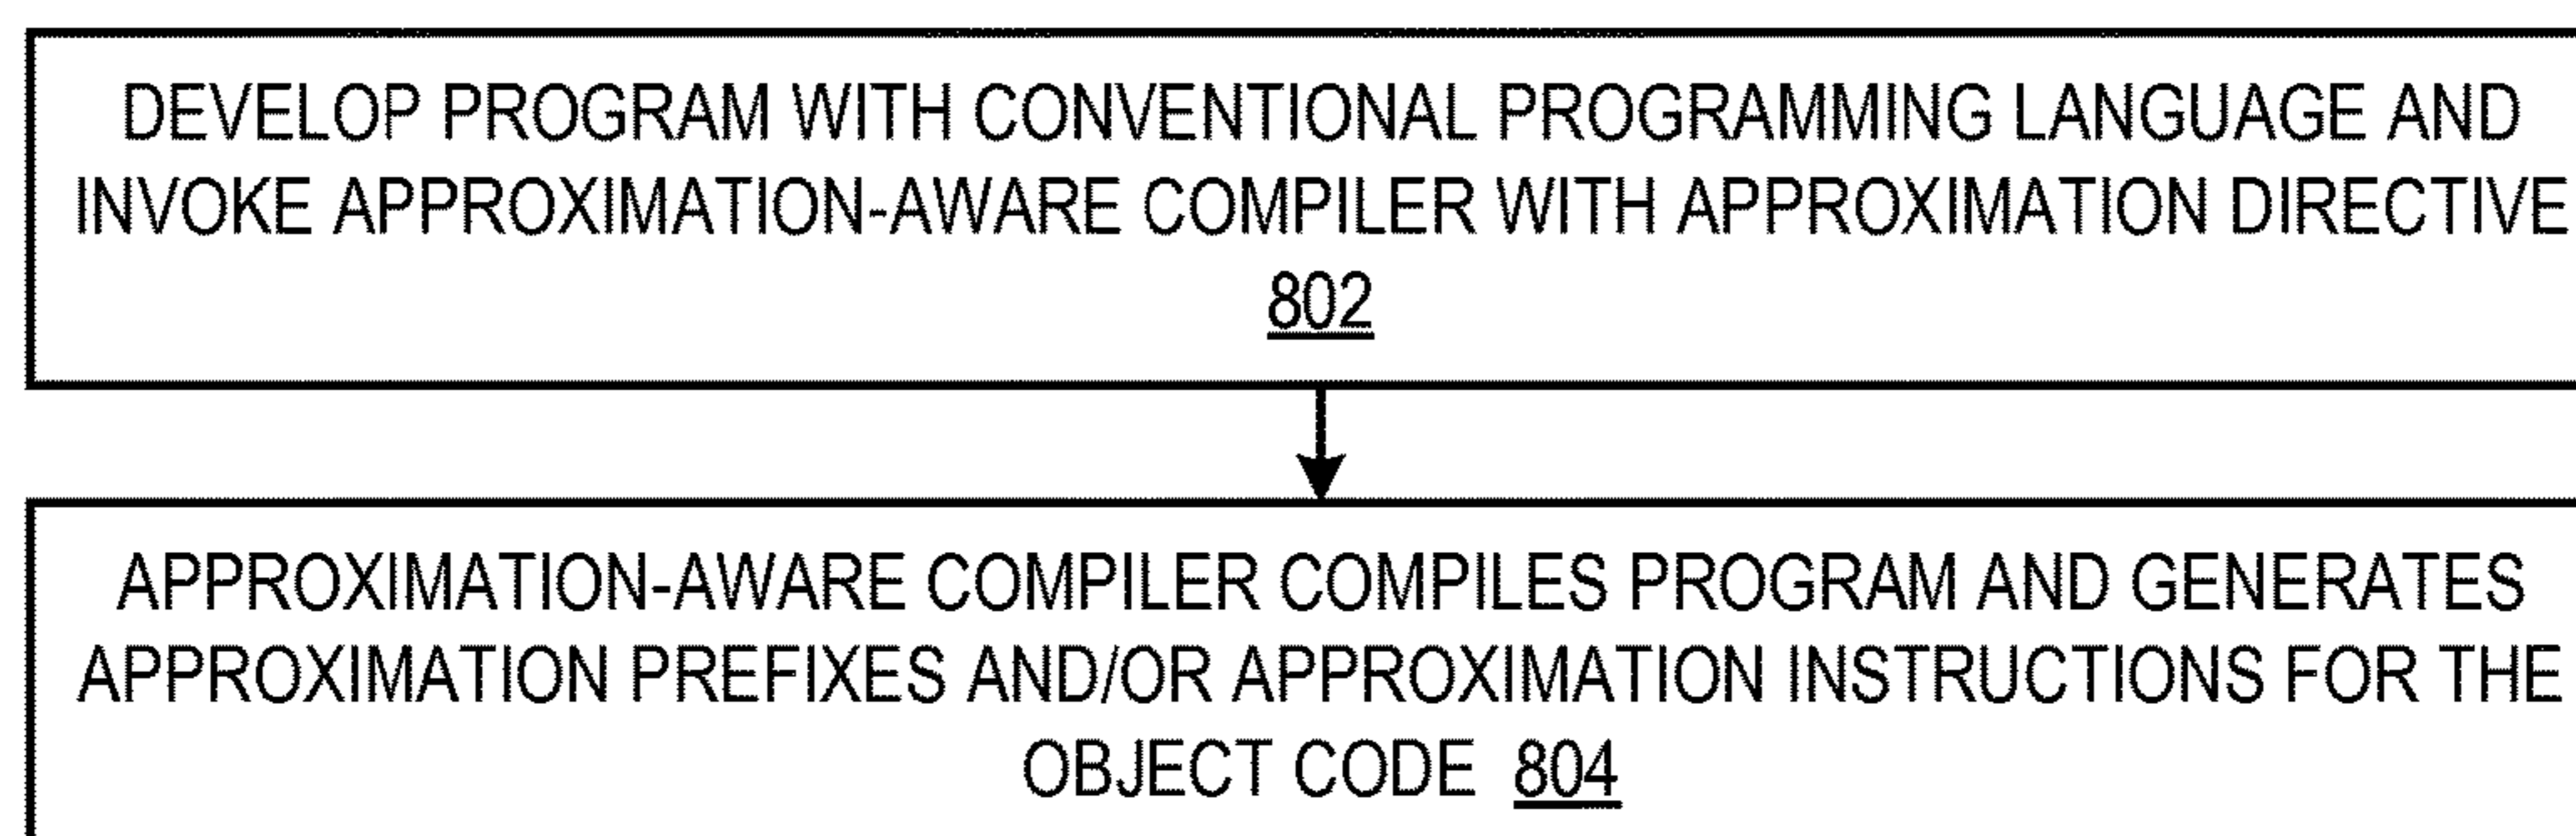 DEVELOP PROGRAM WITH CONVENTIONAL PROGRAMMING LANGUAGE AND
INVOKE APPROXIMATION-AWARE COMPILER WITH APPROXIMATION DIRECTIVE
802
APPROXIMATION-AWARE COMPILER COMPILES PROGRAM AND GENERATES
APPROXIMATION PREFIXES AND/OR APPROXIMATION INSTRUCTIONS FOR THE
OBJECT CODE 804